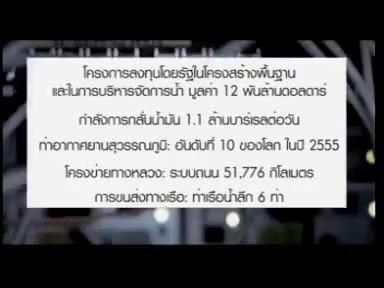 โครงการลงทุนโดยรัฐในโครงสร้างพื้นฐาน
และในการบริหารจัดการน้ำ มูลค่า 12 พันล้านดอลดาร์
กำลังการกลั่นน้ำมัน 1.1 ล้านบาร์เรลต่อวัน
ท่าอากาศยานสุวรรณภูมิ: อันดับที่ 10 ของโลก ในปี 2555
โครงข่ายทางหลวง: ระบบถนน 51,776 กิโลเมตร
การขนส่งทางเรือ: ท่าเรือน้ำลึก 6 ท่า